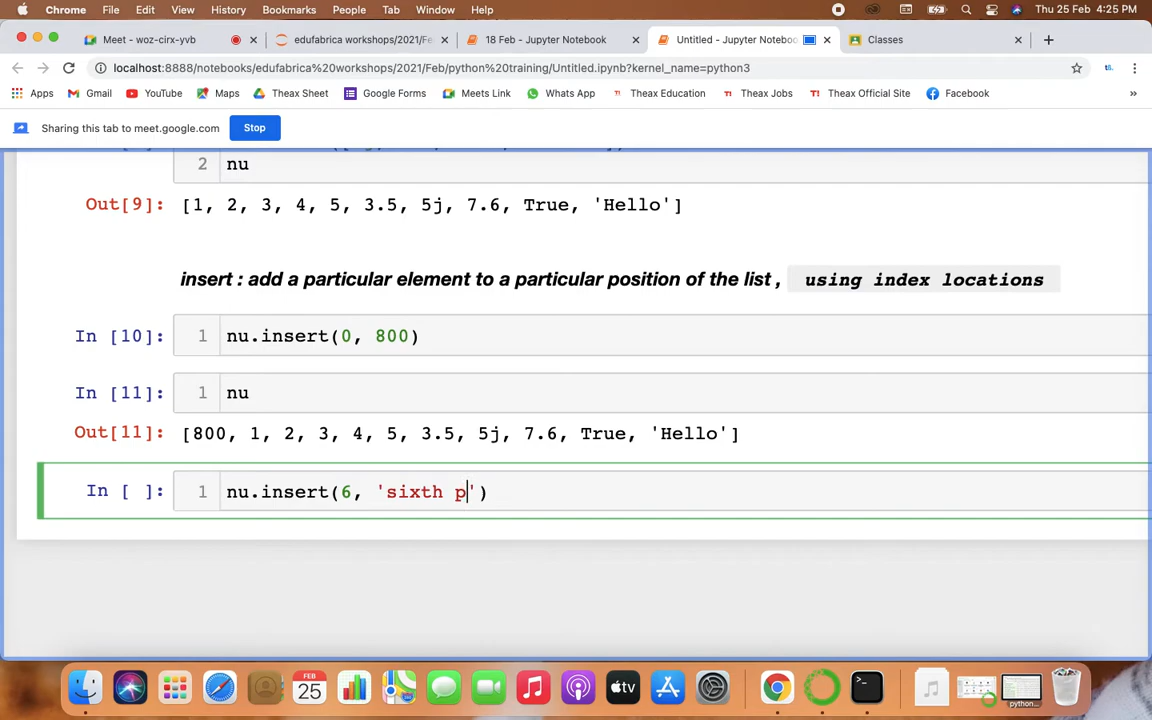 Chrome File Edit View History Bookmarks People Tab Window Help Thu 25 Feb 4:25 PM
Meet - woz-cirx-yvb edufabrica workshops/2021/Fe 18 Feb - Jupyter Notebook Untitled - Jupyter Noteboo Classes
localhost:8888/notebooks/edufabrica%20workshops/2021/Feb/python%20training/Untitled.ipynb?kernel_name=python3
Apps Gmail YouTube Maps Theax Sheet Google Forms Meets Link Whats App Theax Education Theax Jobs Theax Official Site Facebook »
Sharing this tab to meet.google.com Stop
2 nu
Out[9]: [1, 2, 3, 4, 5, 3.5, 5j, 7.6, True, 'Hello']
insert : add a particular element to a particular position of the list , using index locations
In [10]: 1 nu.insert(0, 800)
In [11]: 1 nu
Out[11]: [800, 1, 2, 3, 4, 5, 3.5, 5j, 7.6, True, 'Hello']
In [ ]: 1 nu.insert(6, 'sixth p')
FEB
25
tv
python...